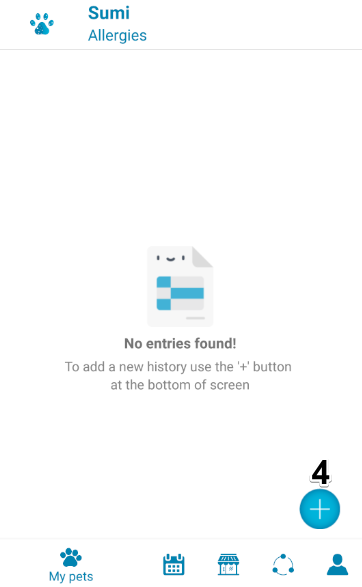 Sumi
Allergies
No entries found!
To add a new history use the '+' button
at the bottom of screen
4
My pets